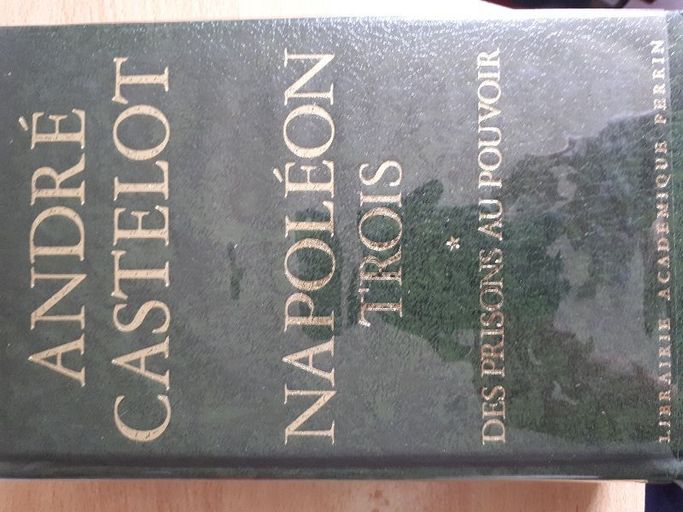 ANDRÉ
CASTELOT
NAPOLÉON
TROIS
*
DES PRISONS AU POUVOIR
LIBRAIRIE ACADÉMIQUE PERRIN